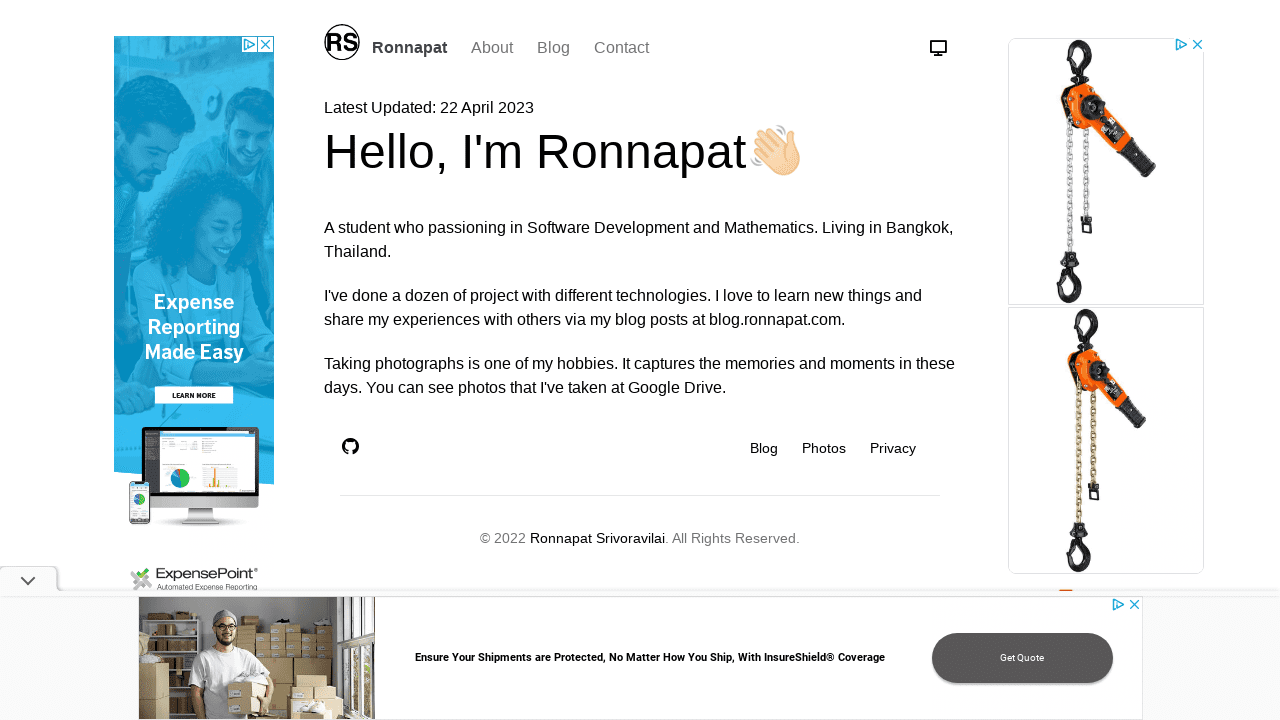 RS Ronnapat About Blog Contact
Latest Updated: 22 April 2023
Hello, I'm Ronnapat
A student who passioning in Software Development and Mathematics. Living in Bangkok,
Thailand.
I've done a dozen of project with different technologies. I love to learn new things and
share my experiences with others via my blog posts at blog.ronnapat.com.
Taking photographs is one of my hobbies. It captures the memories and moments in these
days. You can see photos that I've taken at Google Drive.
Blog Photos Privacy
© 2022 Ronnapat Srivoravilai. All Rights Reserved.
Expense
Reporting
Made Easy
LEARN MORE
ExpensePoint®
Automated Expense Reporting
Ensure Your Shipments are Protected, No Matter How You Ship, With InsureShield® Coverage
Get Quote